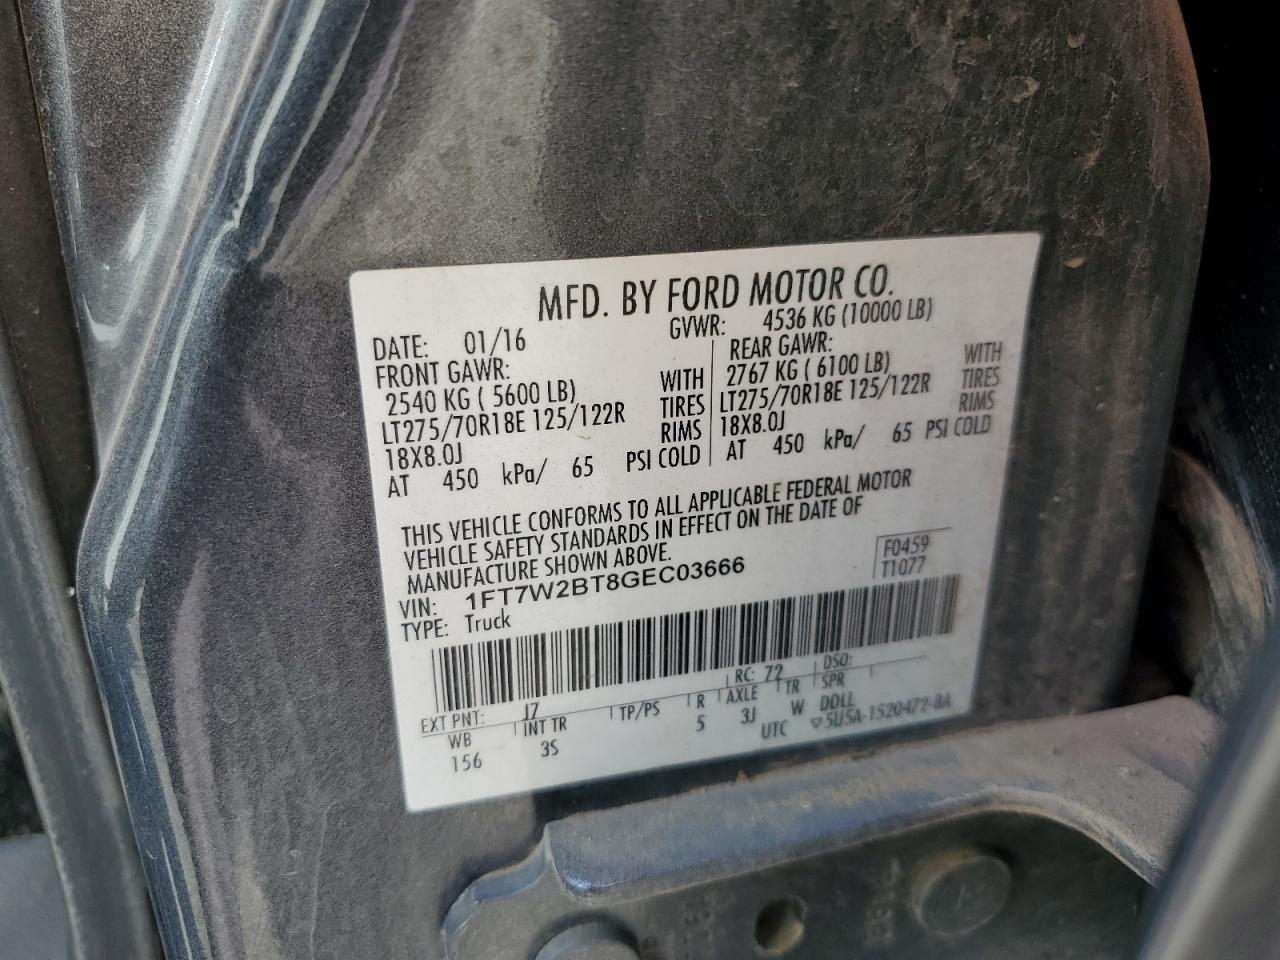 MFD. BY FORD MOTOR CO.
DATE: 01/16 GVWR: 4536 KG (10000 LB)
FRONT GAWR: REAR GAWR:
2540 KG ( 5600 LB) WITH 2767 KG ( 6100 LB) WITH
LT275/70R18E 125/122R TIRES LT275/70R18E 125/122R TIRES
18X8.0J RIMS 18X8.0J RIMS
AT 450 kPa/ 65 PSI COLD AT 450 kPa/ 65 PSI COLD
THIS VEHICLE CONFORMS TO ALL APPLICABLE FEDERAL MOTOR
VEHICLE SAFETY STANDARDS IN EFFECT ON THE DATE OF
MANUFACTURE SHOWN ABOVE.
VIN: 1FT7W2BT8GEC03666 F0459
TYPE: Truck T1077
EXT PNT: J7 RC: 72 DSO:
WB INT TR TP/PS R AXLE TR SPR
156 3S 5 3J W DDLL
UTC ▽5U5A-1520472-BA